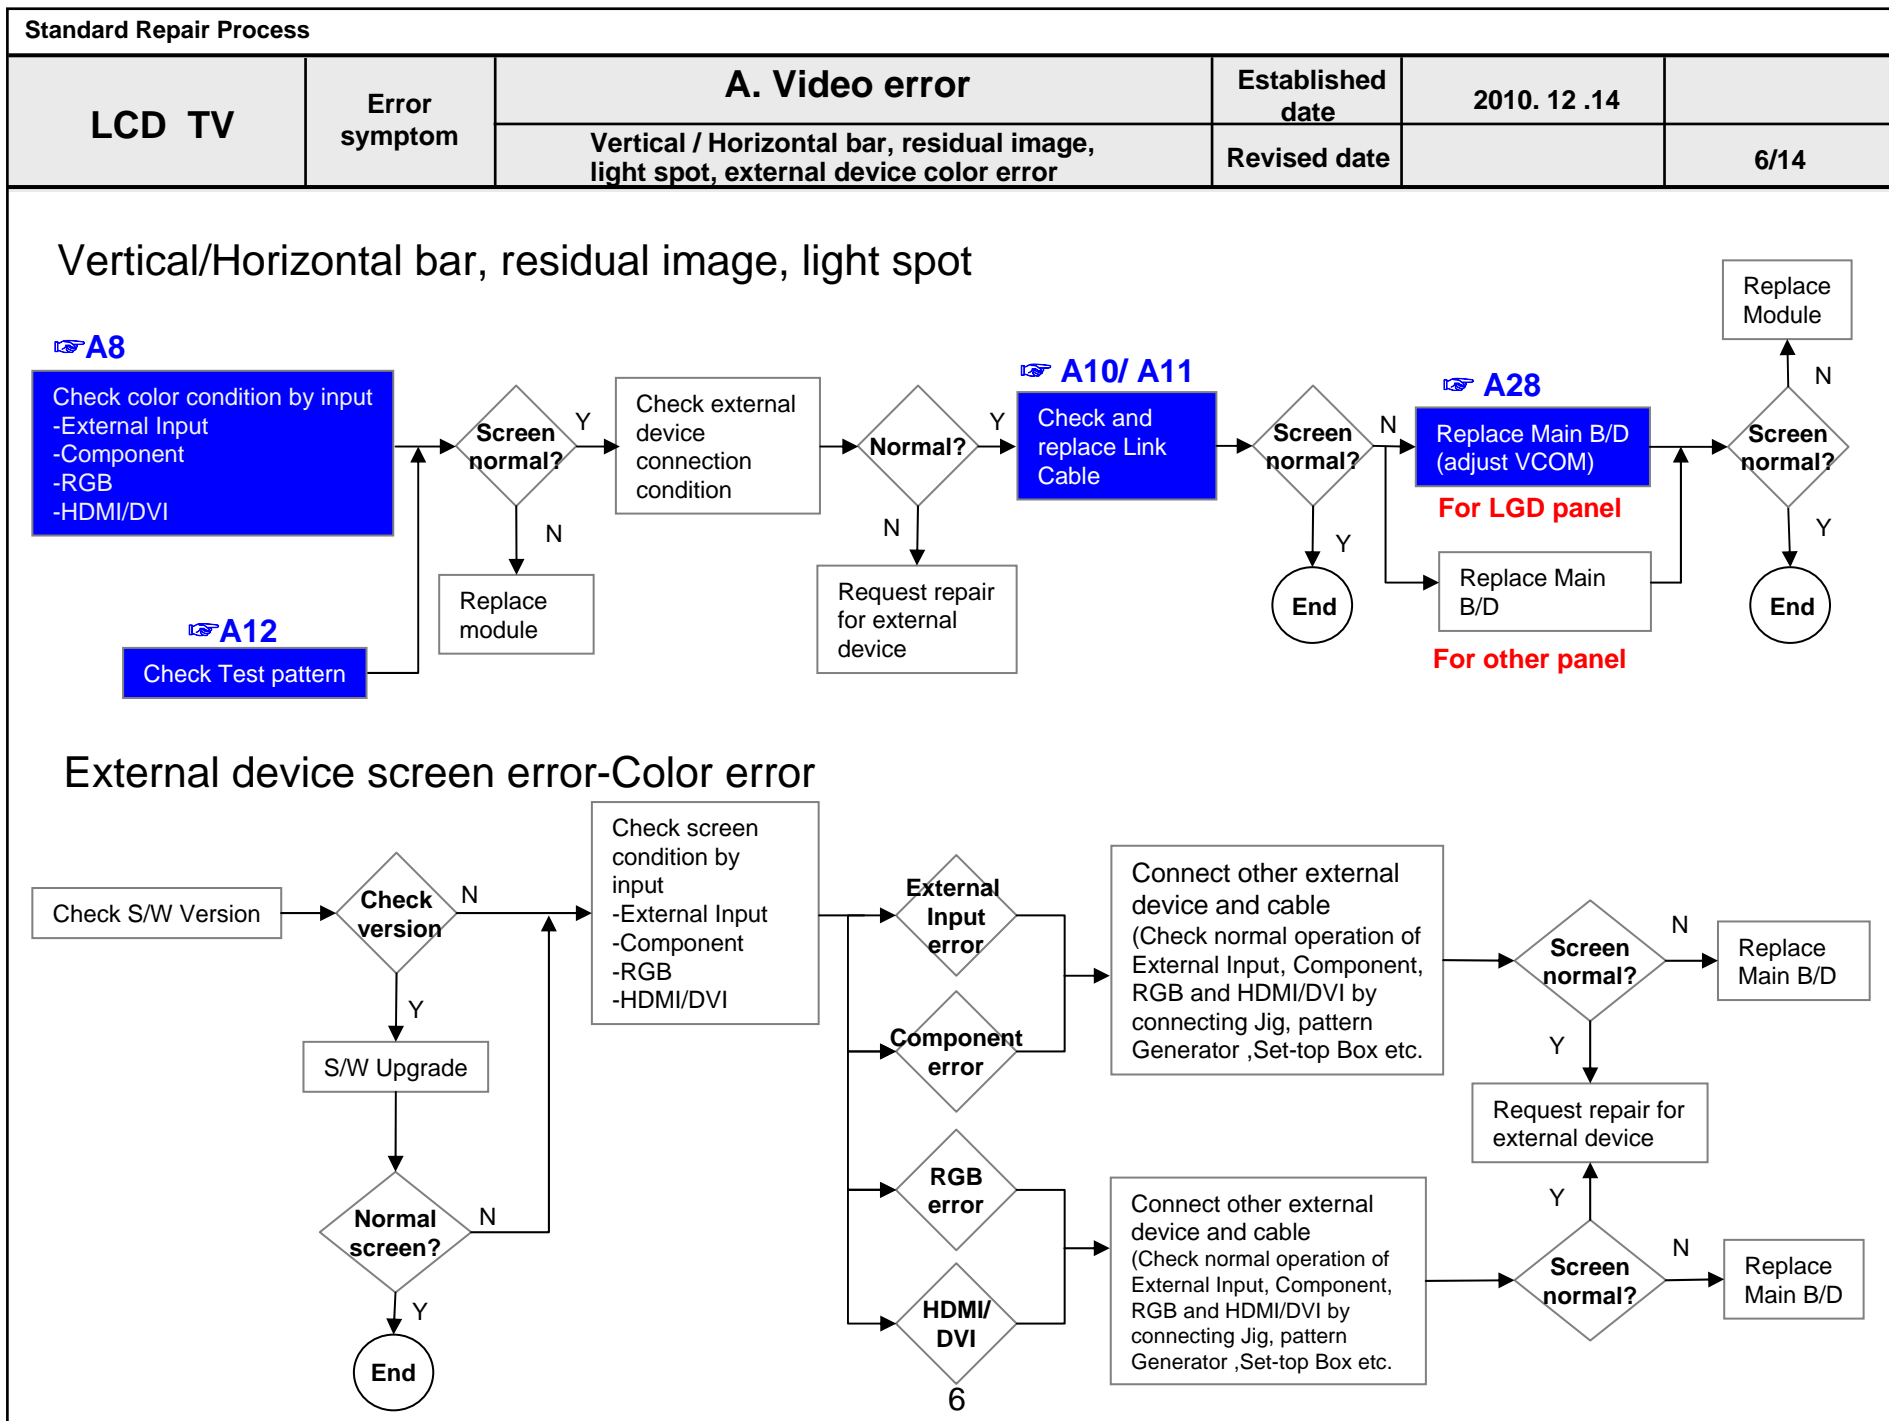 Standard Repair Process
LCD TV
Error
symptom
A. Video error
Vertical / Horizontal bar, residual image,
light spot, external device color error
Established
date
2010. 12 .14
Revised date
6/14
Vertical/Horizontal bar, residual image, light spot
☞A8
Check color condition by input
-External Input
-Component
-RGB
-HDMI/DVI
☞A12
Check Test pattern
Screen
normal?
Y
N
Replace
module
Check external
device
connection
condition
Normal?
Y
N
Request repair
for external
device
☞ A10/ A11
Check and
replace Link
Cable
Screen
normal?
N
Y
End
☞ A28
Replace Main B/D
(adjust VCOM)
For LGD panel
Replace Main
B/D
For other panel
Screen
normal?
N
Replace
Module
Y
End
External device screen error-Color error
Check S/W Version
Check
version
N
Y
S/W Upgrade
Normal
screen?
N
Y
End
Check screen
condition by
input
-External Input
-Component
-RGB
-HDMI/DVI
External
Input
error
Component
error
RGB
error
HDMI/
DVI
Connect other external
device and cable
(Check normal operation of
External Input, Component,
RGB and HDMI/DVI by
connecting Jig, pattern
Generator ,Set-top Box etc.
Screen
normal?
N
Replace
Main B/D
Y
Request repair for
external device
Connect other external
device and cable
(Check normal operation of
External Input, Component,
RGB and HDMI/DVI by
connecting Jig, pattern
Generator ,Set-top Box etc.
Y
Screen
normal?
N
Replace
Main B/D
6